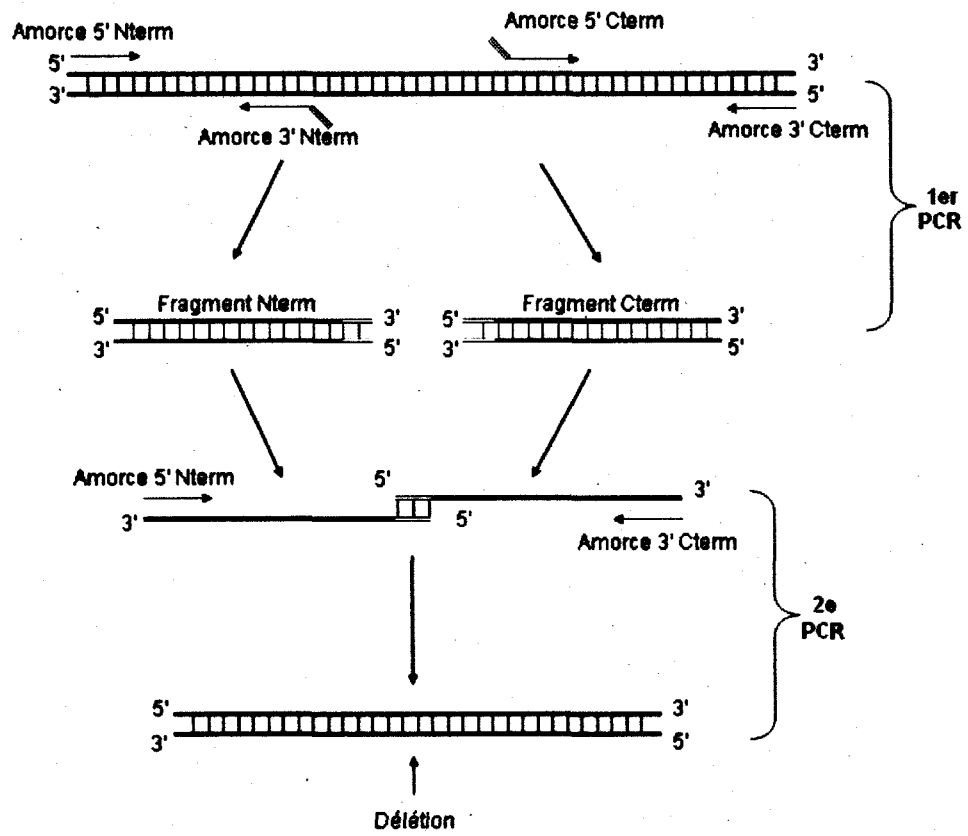 Amorce 5' Nterm
Amorce 5' Cterm
5'
3'
3'
5'
Amorce 3' Nterm
Amorce 3' Cterm
1er
PCR
Fragment Nterm
Fragment Cterm
5'
3'
5'
3'
3'
5'
3'
5'
Amorce 5' Nterm
5'
3'
3'
5'
Amorce 3' Cterm
2e
PCR
5'
3'
3'
5'
Délétion